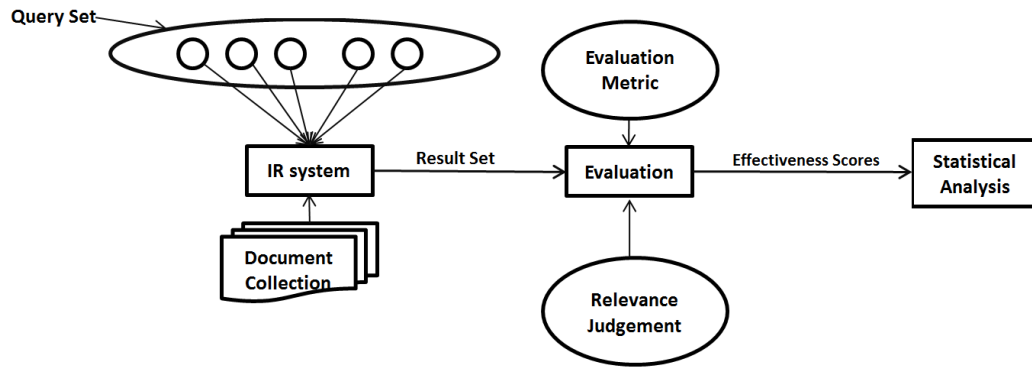 Query Set
Evaluation
Metric
IR system
Result Set
Evaluation
Effectiveness Scores
Statistical
Analysis
Document
Collection
Relevance
Judgement